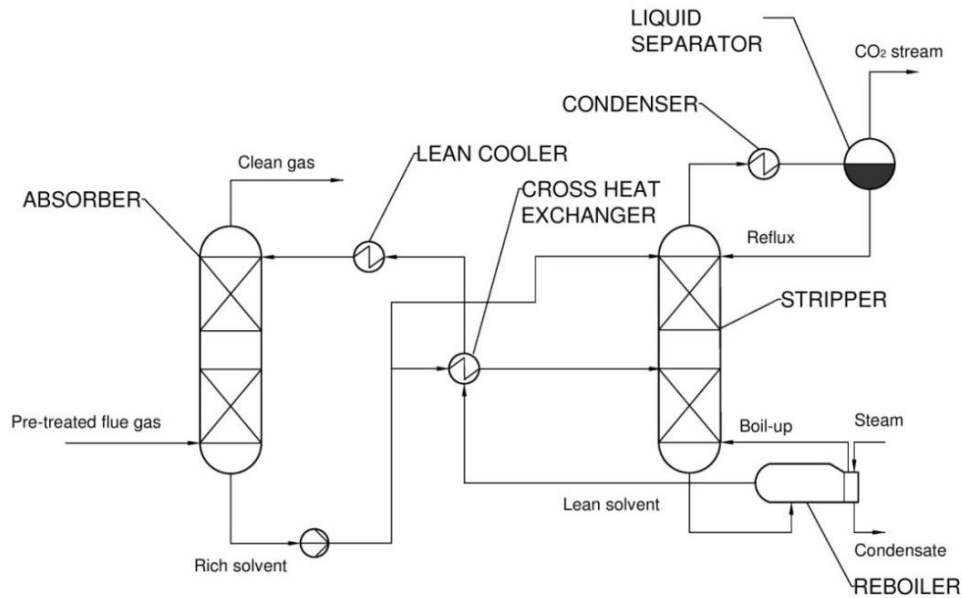 LIQUID
SEPARATOR
CO₂ stream
CONDENSER
Clean gas
LEAN COOLER
ABSORBER
CROSS HEAT
EXCHANGER
Reflux
STRIPPER
Pre-treated flue gas
Boil-up
Steam
Lean solvent
Rich solvent
Condensate
REBOILER